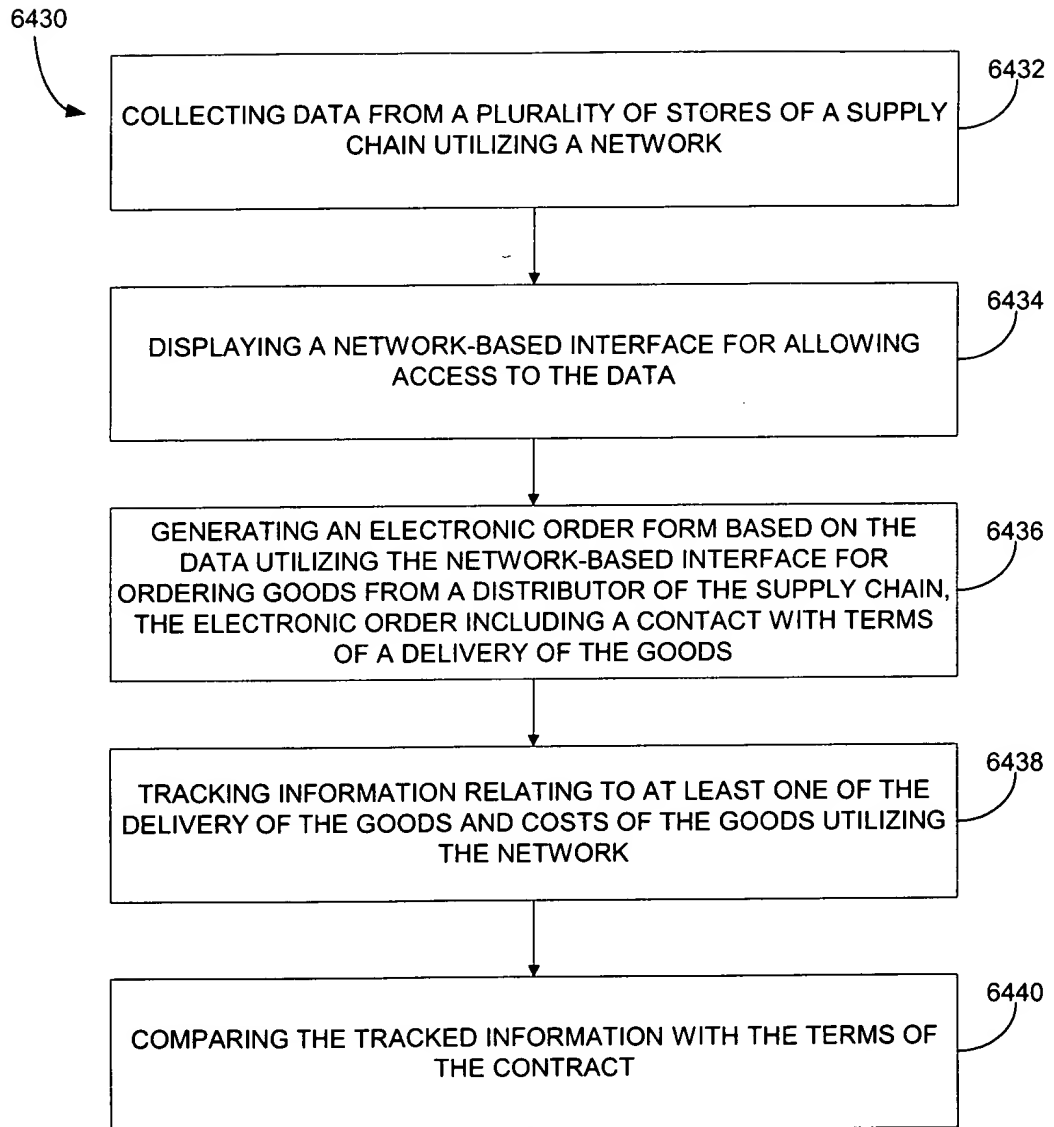 6430
6432
COLLECTING DATA FROM A PLURALITY OF STORES OF A SUPPLY
CHAIN UTILIZING A NETWORK
6434
DISPLAYING A NETWORK-BASED INTERFACE FOR ALLOWING
ACCESS TO THE DATA
6436
GENERATING AN ELECTRONIC ORDER FORM BASED ON THE
DATA UTILIZING THE NETWORK-BASED INTERFACE FOR
ORDERING GOODS FROM A DISTRIBUTOR OF THE SUPPLY CHAIN,
THE ELECTRONIC ORDER INCLUDING A CONTACT WITH TERMS
OF A DELIVERY OF THE GOODS
6438
TRACKING INFORMATION RELATING TO AT LEAST ONE OF THE
DELIVERY OF THE GOODS AND COSTS OF THE GOODS UTILIZING
THE NETWORK
6440
COMPARING THE TRACKED INFORMATION WITH THE TERMS OF
THE CONTRACT